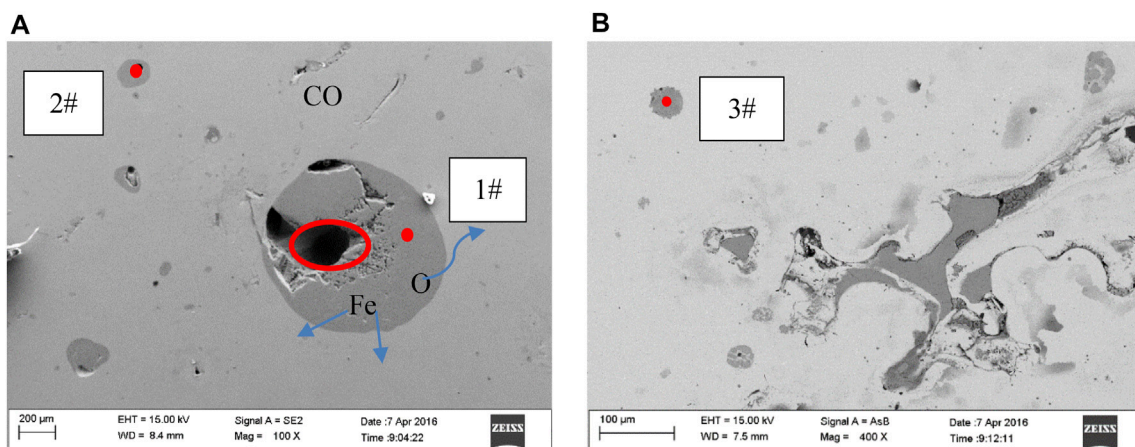 A
B
2#
CO
1#
O
Fe
3#
200 µm
EHT = 15.00 kV
WD = 8.4 mm
Signal A = SE2
Mag = 100 X
Date :7 Apr 2016
Time :9:04:22
ZEISS
100 µm
EHT = 15.00 kV
WD = 7.5 mm
Signal A = AsB
Mag = 400 X
Date :7 Apr 2016
Time :9:12:11
ZEISS